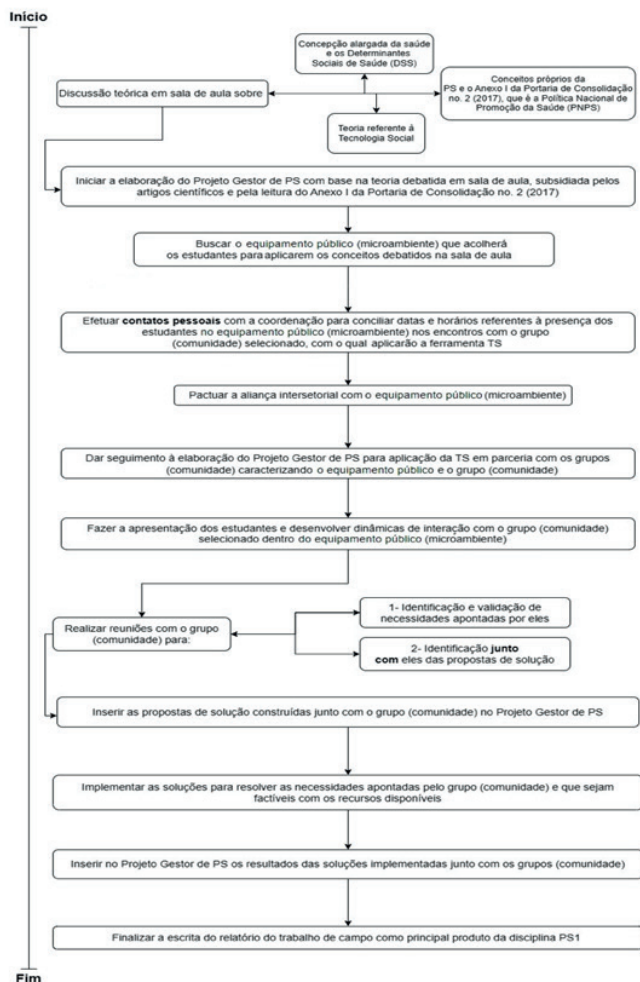 Início
Concepção alargada da saúde
e os Determinantes
Sociais de Saúde (DSS)
Discussão teórica em sala de aula sobre
Conceitos próprios da
PS e o Anexo I da Portaria de Consolidação
no. 2 (2017), que é a Política Nacional de
Promoção da Saúde (PNPS)
Teoria referente á
Tecnologia Social
Iniciar a elaboração do Projeto Gestor de PS com base na teoria debatida em sala de aula, subsidiada pelos
artigos científicos e pela leitura do Anexo I da Portaria de Consolidação no. 2 (2017)
Buscar o equipamento público (microambiente) que acolherá
os estudantes para aplicarem os conceitos debatidos na sala de aula
Efetuar contatos pessoais com a coordenação para conciliar datas e horários referentes à presença dos
estudantes no equipamento público (microambiente) nos encontros com o grupo
(comunidade) selecionado, com o qual aplicarão a ferramenta TS
Pactuar a aliança intersetorial com o equipamento público (microambiente)
Dar seguimento à elaboração do Projeto Gestor de PS para aplicação da TS em parceria com os grupos
(comunidade) caracterizando o equipamento público e o grupo (comunidade)
Fazer a apresentação dos estudantes e desenvolver dinâmicas de interação com o grupo (comunidade)
selecionado dentro do equipamento público (microambiente)
Realizar reuniões com o grupo
(comunidade) para:
1- Identificação e validação de
necessidades apontadas por eles
2- Identificação junto
com eles das propostas de solução
Inserir as propostas de solução construídas junto com o grupo (comunidade) no Projeto Gestor de PS
Implementar as soluções para resolver as necessidades apontadas pelo grupo (comunidade) e que sejam
factíveis com os recursos disponíveis
Inserir no Projeto Gestor de PS os resultados das soluções implementadas junto com os grupos (comunidade)
Finalizar a escrita do relatório do trabalho de campo como principal produto da disciplina PS1
Fim